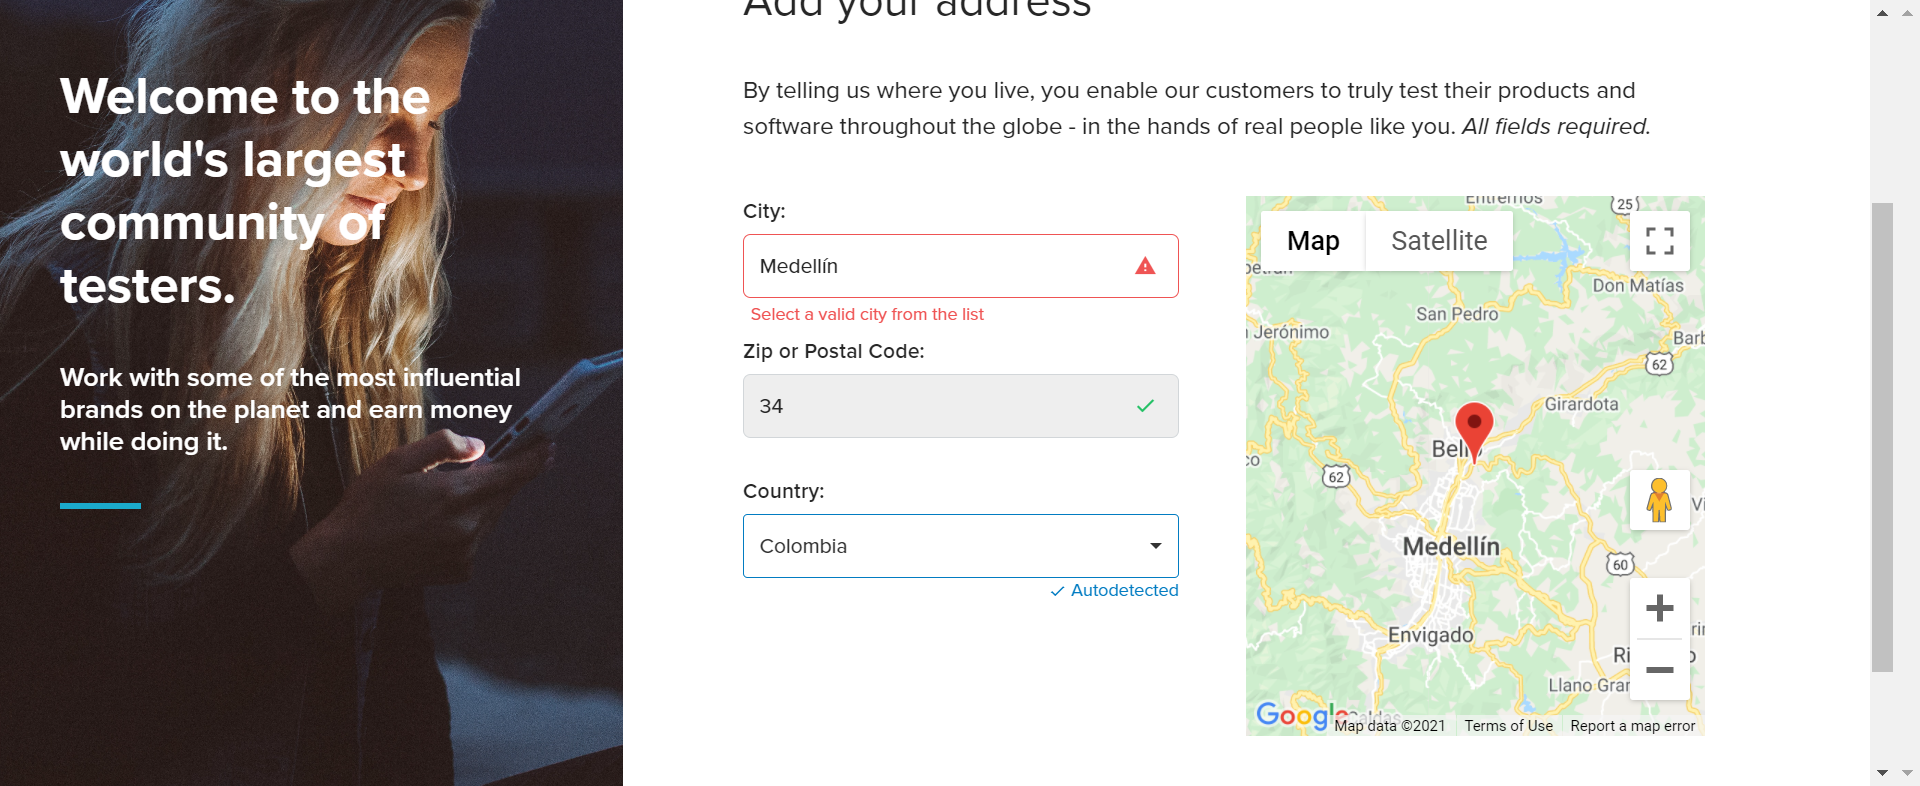 Welcome to the
world's largest
community of
testers.
Work with some of the most influential
brands on the planet and earn money
while doing it.
Add your address
By telling us where you live, you enable our customers to truly test their products and
software throughout the globe - in the hands of real people like you. All fields required.
City:
Medellín
Select a valid city from the list
Zip or Postal Code:
34
Country:
Colombia
Autodetected
Entrerrios
25
Map
Satellite
Don Matías
San Pedro
Jerónimo
Barb
62
Girardota
Bello
62
Medellín
60
Envigado
Llano Gran
Google
Caldas
Map data ©2021
Terms of Use
Report a map error